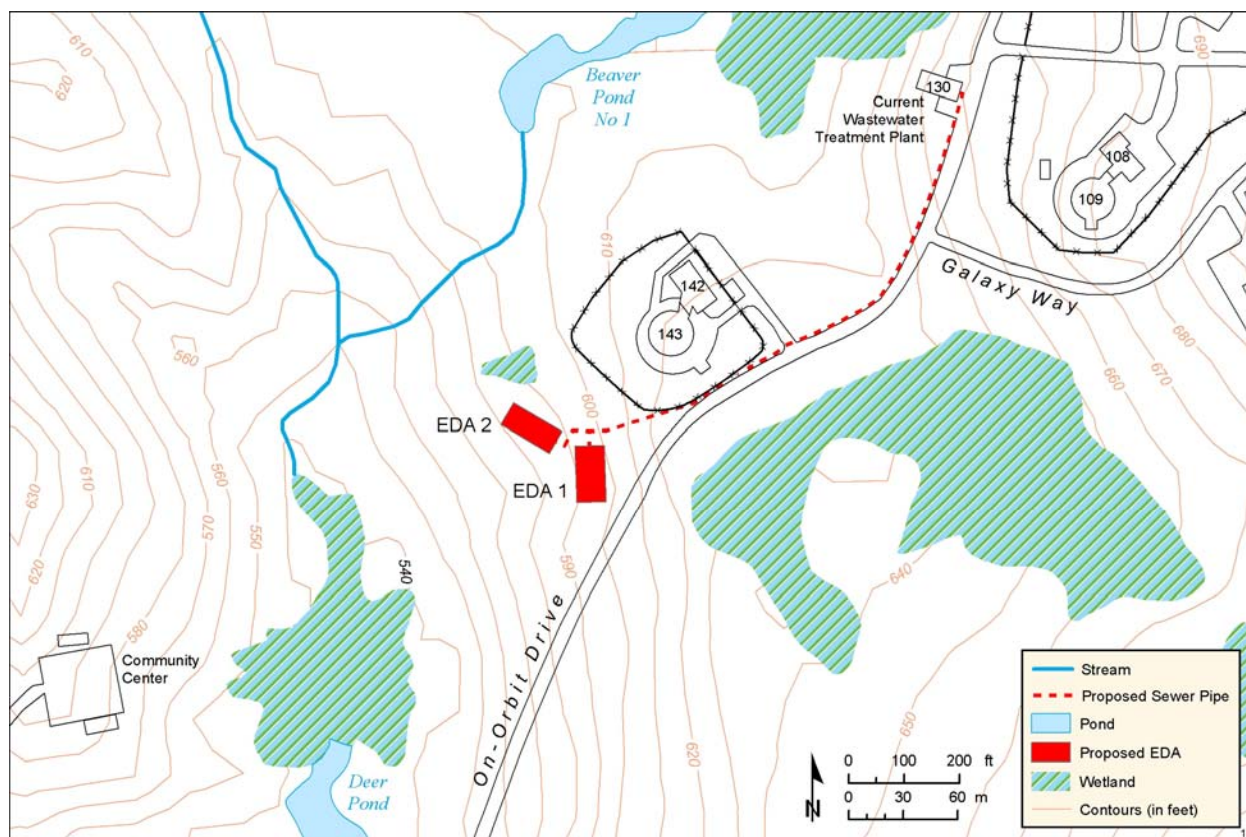 610
620
Beaver
Pond
No 1
130
Current
Wastewater
Treatment Plant
690
108
109
Galaxy Way
610
142
143
560
600
EDA 2
EDA 1
680
670
660
630
610
620
560
570
550
540
590
640
580
Community
Center
On-Orbit Drive
620
650
Deer
Pond
N
0 100 200 ft
0 30 60 m
Stream
Proposed Sewer Pipe
Pond
Proposed EDA
Wetland
Contours (in feet)